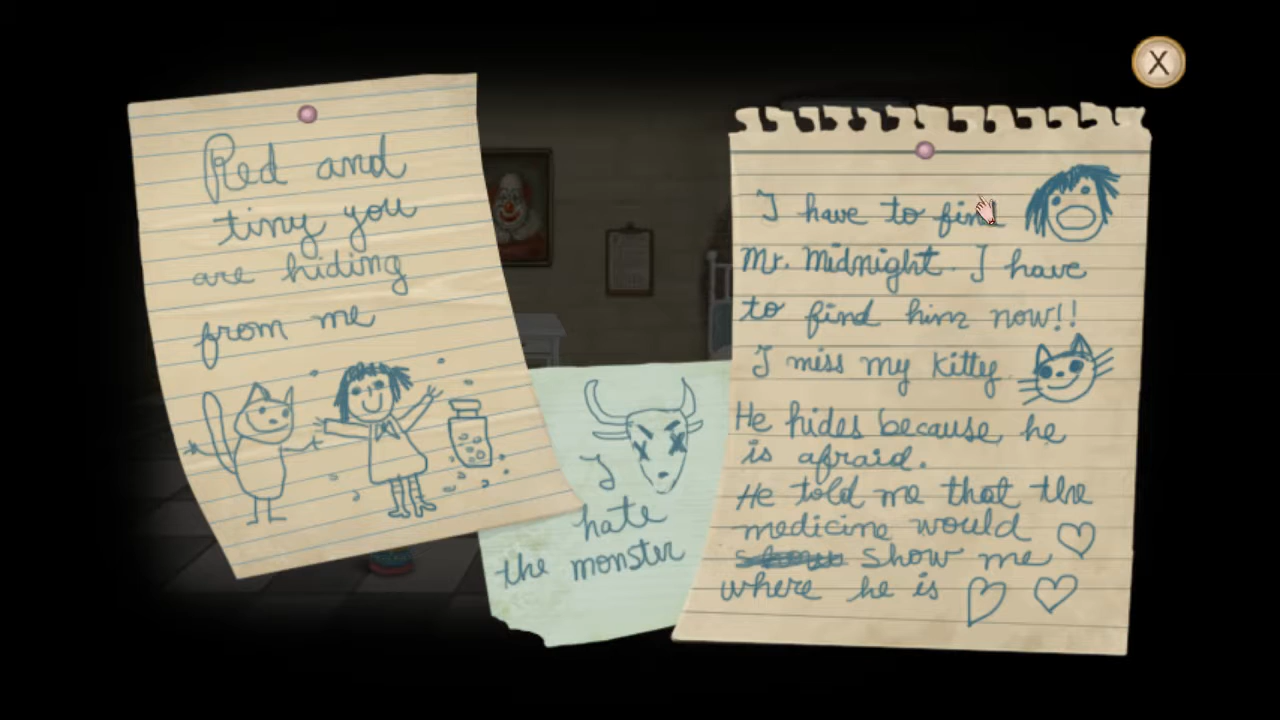 Red and
tiny you
are hiding
from me
I
hate
the monster
I have to find
Mr. Midnight. I have
to find him now!!
I miss my Kitty
He hides because he
is afraid.
He told me that the
medicine would
show me
where he is
X